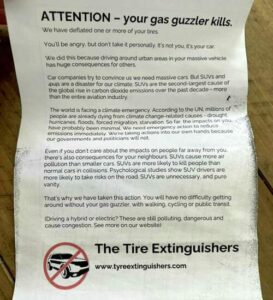 ATTENTION – your gas guzzler kills.
We have deflated one or more of your tires.
You'll be angry, but don't take it personally. It's not you, it's your car.
We did this because driving around urban areas in your massive vehicle
has huge consequences for others.
Car companies try to convince us we need massive cars. But SUVs and
are a disaster for our climate. SUVs are the second-largest cause of
the global rise in carbon dioxide emissions over the past decade – more
than the entire aviation industry.
The world is facing a climate emergency. According to the UN, millions of
people are already dying from climate change-related causes - drought,
hurricanes, floods, forced migration, starvation. So far, the impacts on you,
have probably been minimal. We need emergency action to reduce
emissions immediately. We're taking actions into our own hands because
our governments and politicians will not.
Even if you don't care about the impacts on people far away from you,
there's also consequences for your neighbours. SUVs cause more air
pollution than smaller cars. SUVs are more likely to kill people than
normal cars in collisions. Psychological studies show SUV drivers are
more likely to take risks on the road. SUVs are unnecessary, and pure
vanity.
That's why we have taken this action. You will have no difficulty getting
around without your gas guzzler, with walking, cycling or public transit.
(Driving a hybrid or electric? These are still polluting, dangerous and
cause congestion. See more on our website)
The Tire Extinguishers
www.tyreextinguishers.com